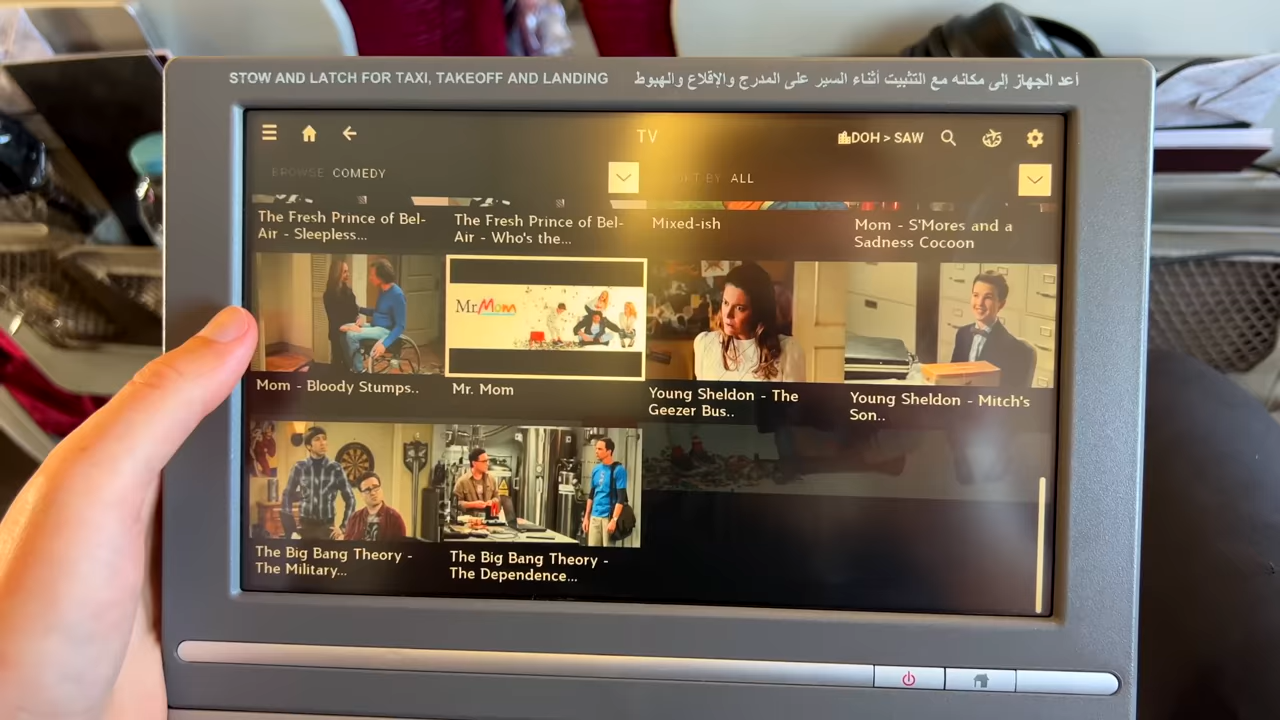 STOW AND LATCH FOR TAXI, TAKEOFF AND LANDING
أعد الجهاز إلى مكانه مع التثبيت أثناء السير على المدرج والإقلاع والهبوط
TV
DOH > SAW
BROWSE COMEDY
BY ALL
The Fresh Prince of Bel-
Air - Sleepless...
The Fresh Prince of Bel-
Air - Who's the...
Mixed-ish
Mom - S'Mores and a
Sadness Cocoon
Mr. Mom
Mom - Bloody Stumps..
Mr. Mom
Young Sheldon - The
Geezer Bus..
Young Sheldon - Mitch's
Son..
The Big Bang Theory -
The Military...
The Big Bang Theory -
The Dependence...